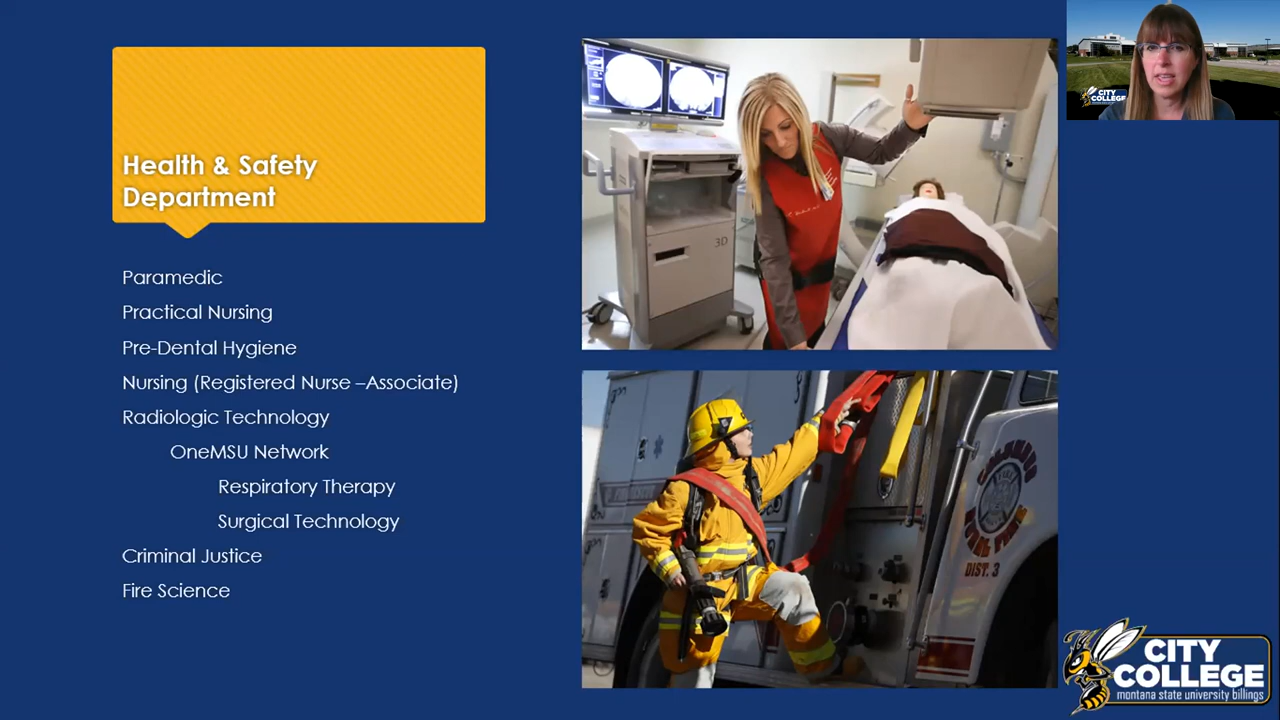 Health & Safety
Department
Paramedic
Practical Nursing
Pre-Dental Hygiene
Nursing (Registered Nurse –Associate)
Radiologic Technology
OneMSU Network
Respiratory Therapy
Surgical Technology
Criminal Justice
Fire Science
3D
DIST. 3
CITY
COLLEGE
CITY
COLLEGE
montana state university billings